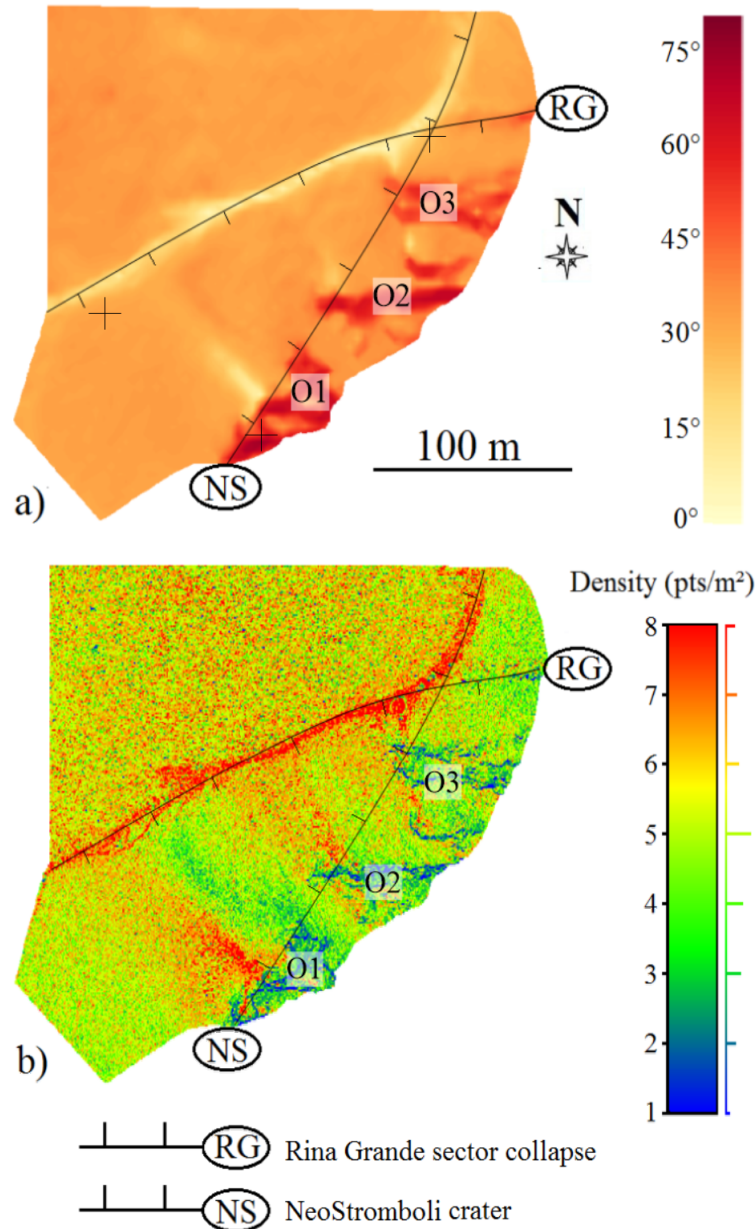 75°
RG
60°
O3
N
45°
O2
30°
O1
15°
100 m
NS
0°
a)
Density (pts/m²)
8
RG
7
6
O3
5
O2
4
O1
3
NS
2
b)
1
RG Rina Grande sector collapse
NS NeoStromboli crater